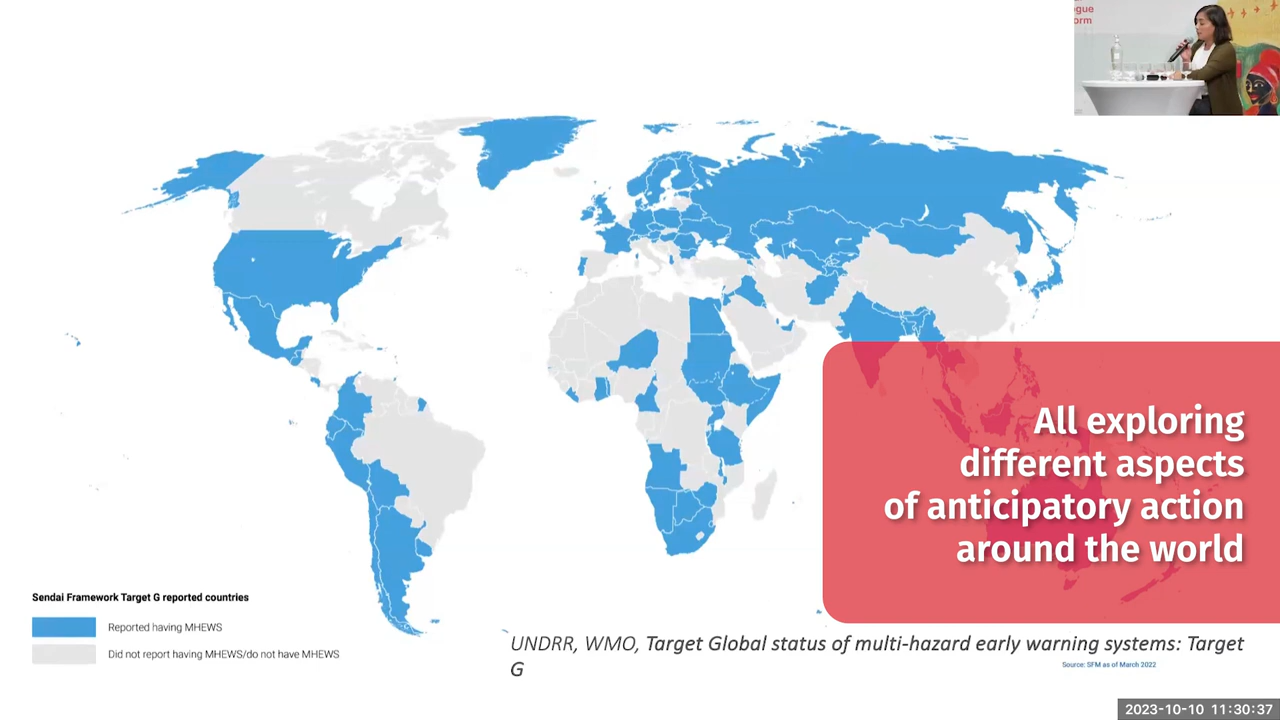 ogue
orm
All exploring
different aspects
of anticipatory action
around the world
Sendai Framework Target G reported countries
Reported having MHEWS
Did not report having MHEWS/do not have MHEWS
UNDRR, WMO, Target Global status of multi-hazard early warning systems: Target
G
Source: SFM as of March 2022
2023-10-10 11:30:37